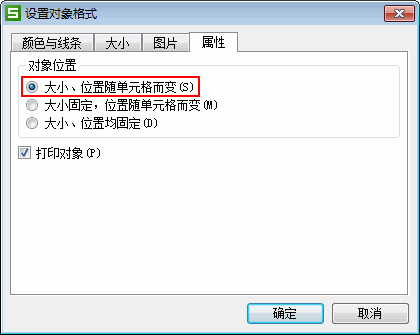 设置对象格式
颜色与线条 大小 图片 属性
对象位置
大小、位置随单元格而变(S)
大小固定，位置随单元格而变(M)
大小、位置均固定(D)
打印对象(P)
确定 取消